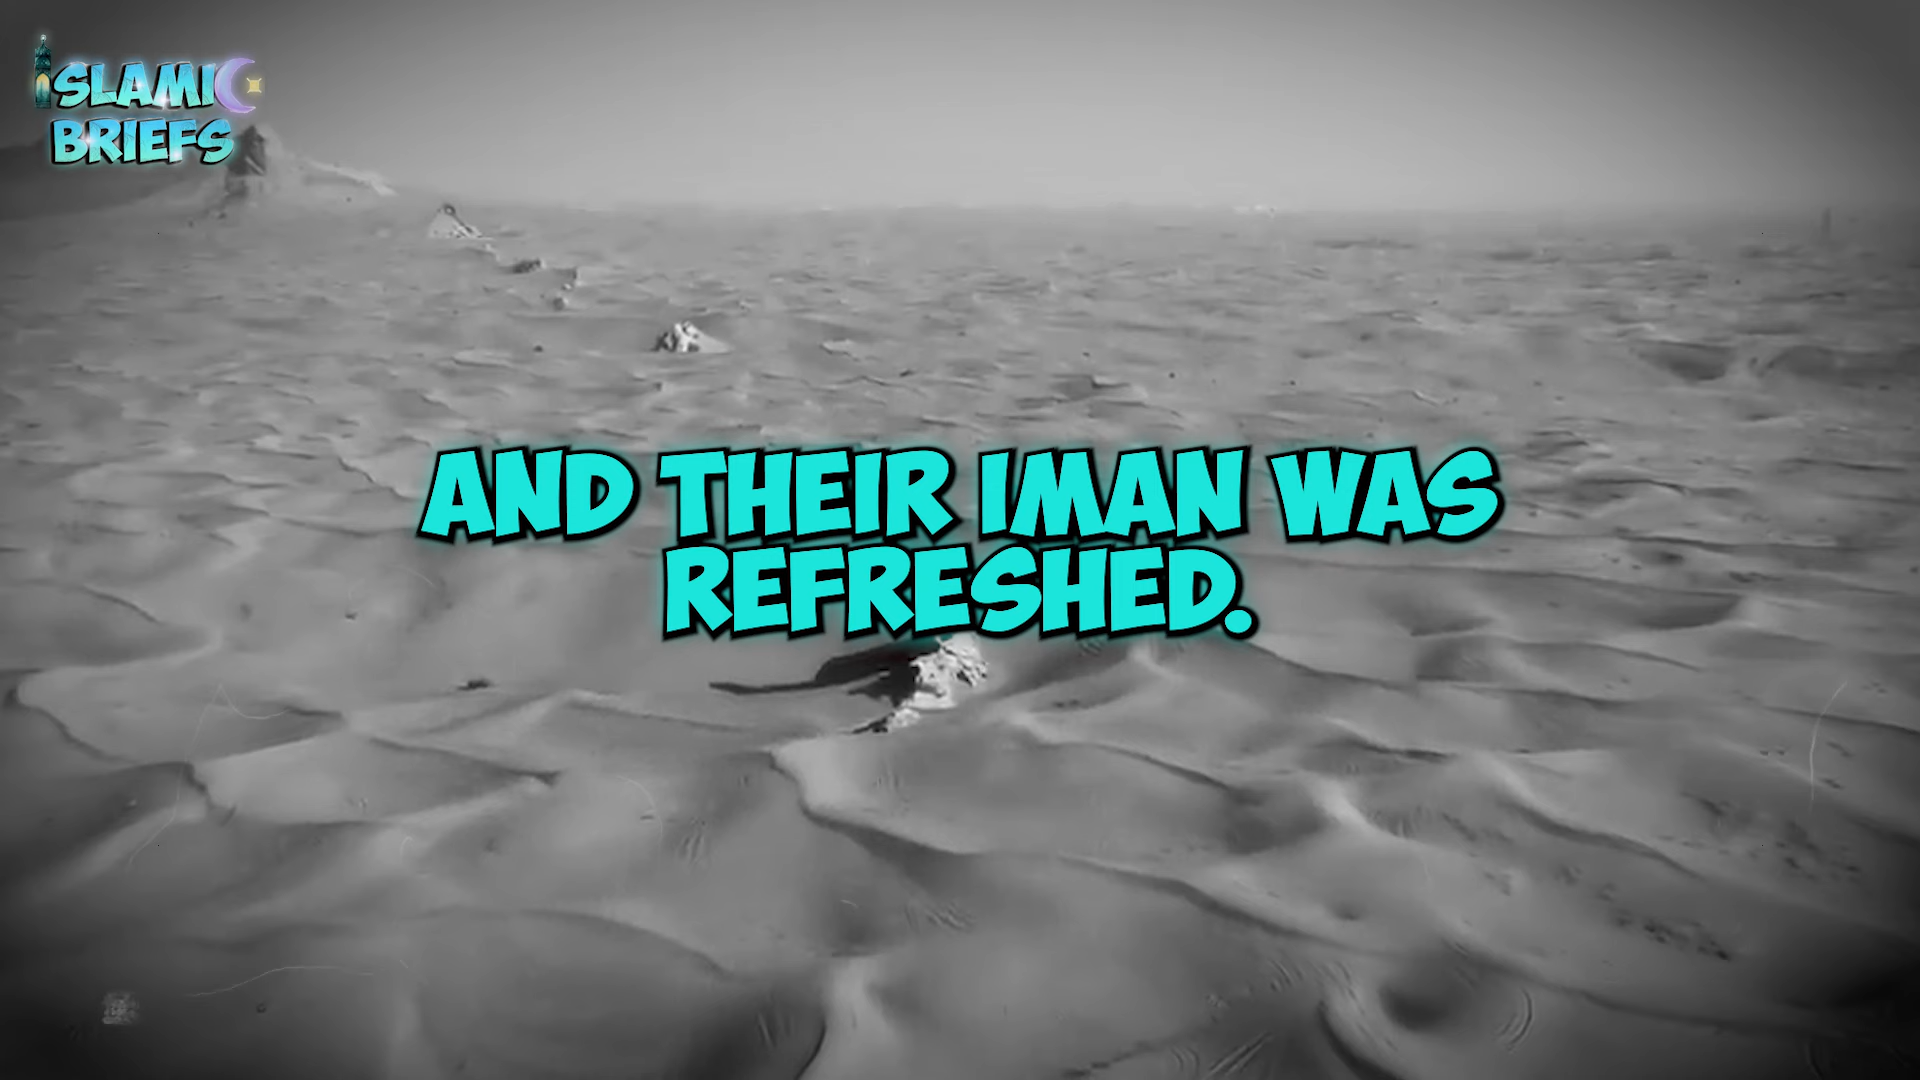 ISLAMIC
BRIEFS
AND THEIR IMAN WAS
REFRESHED.